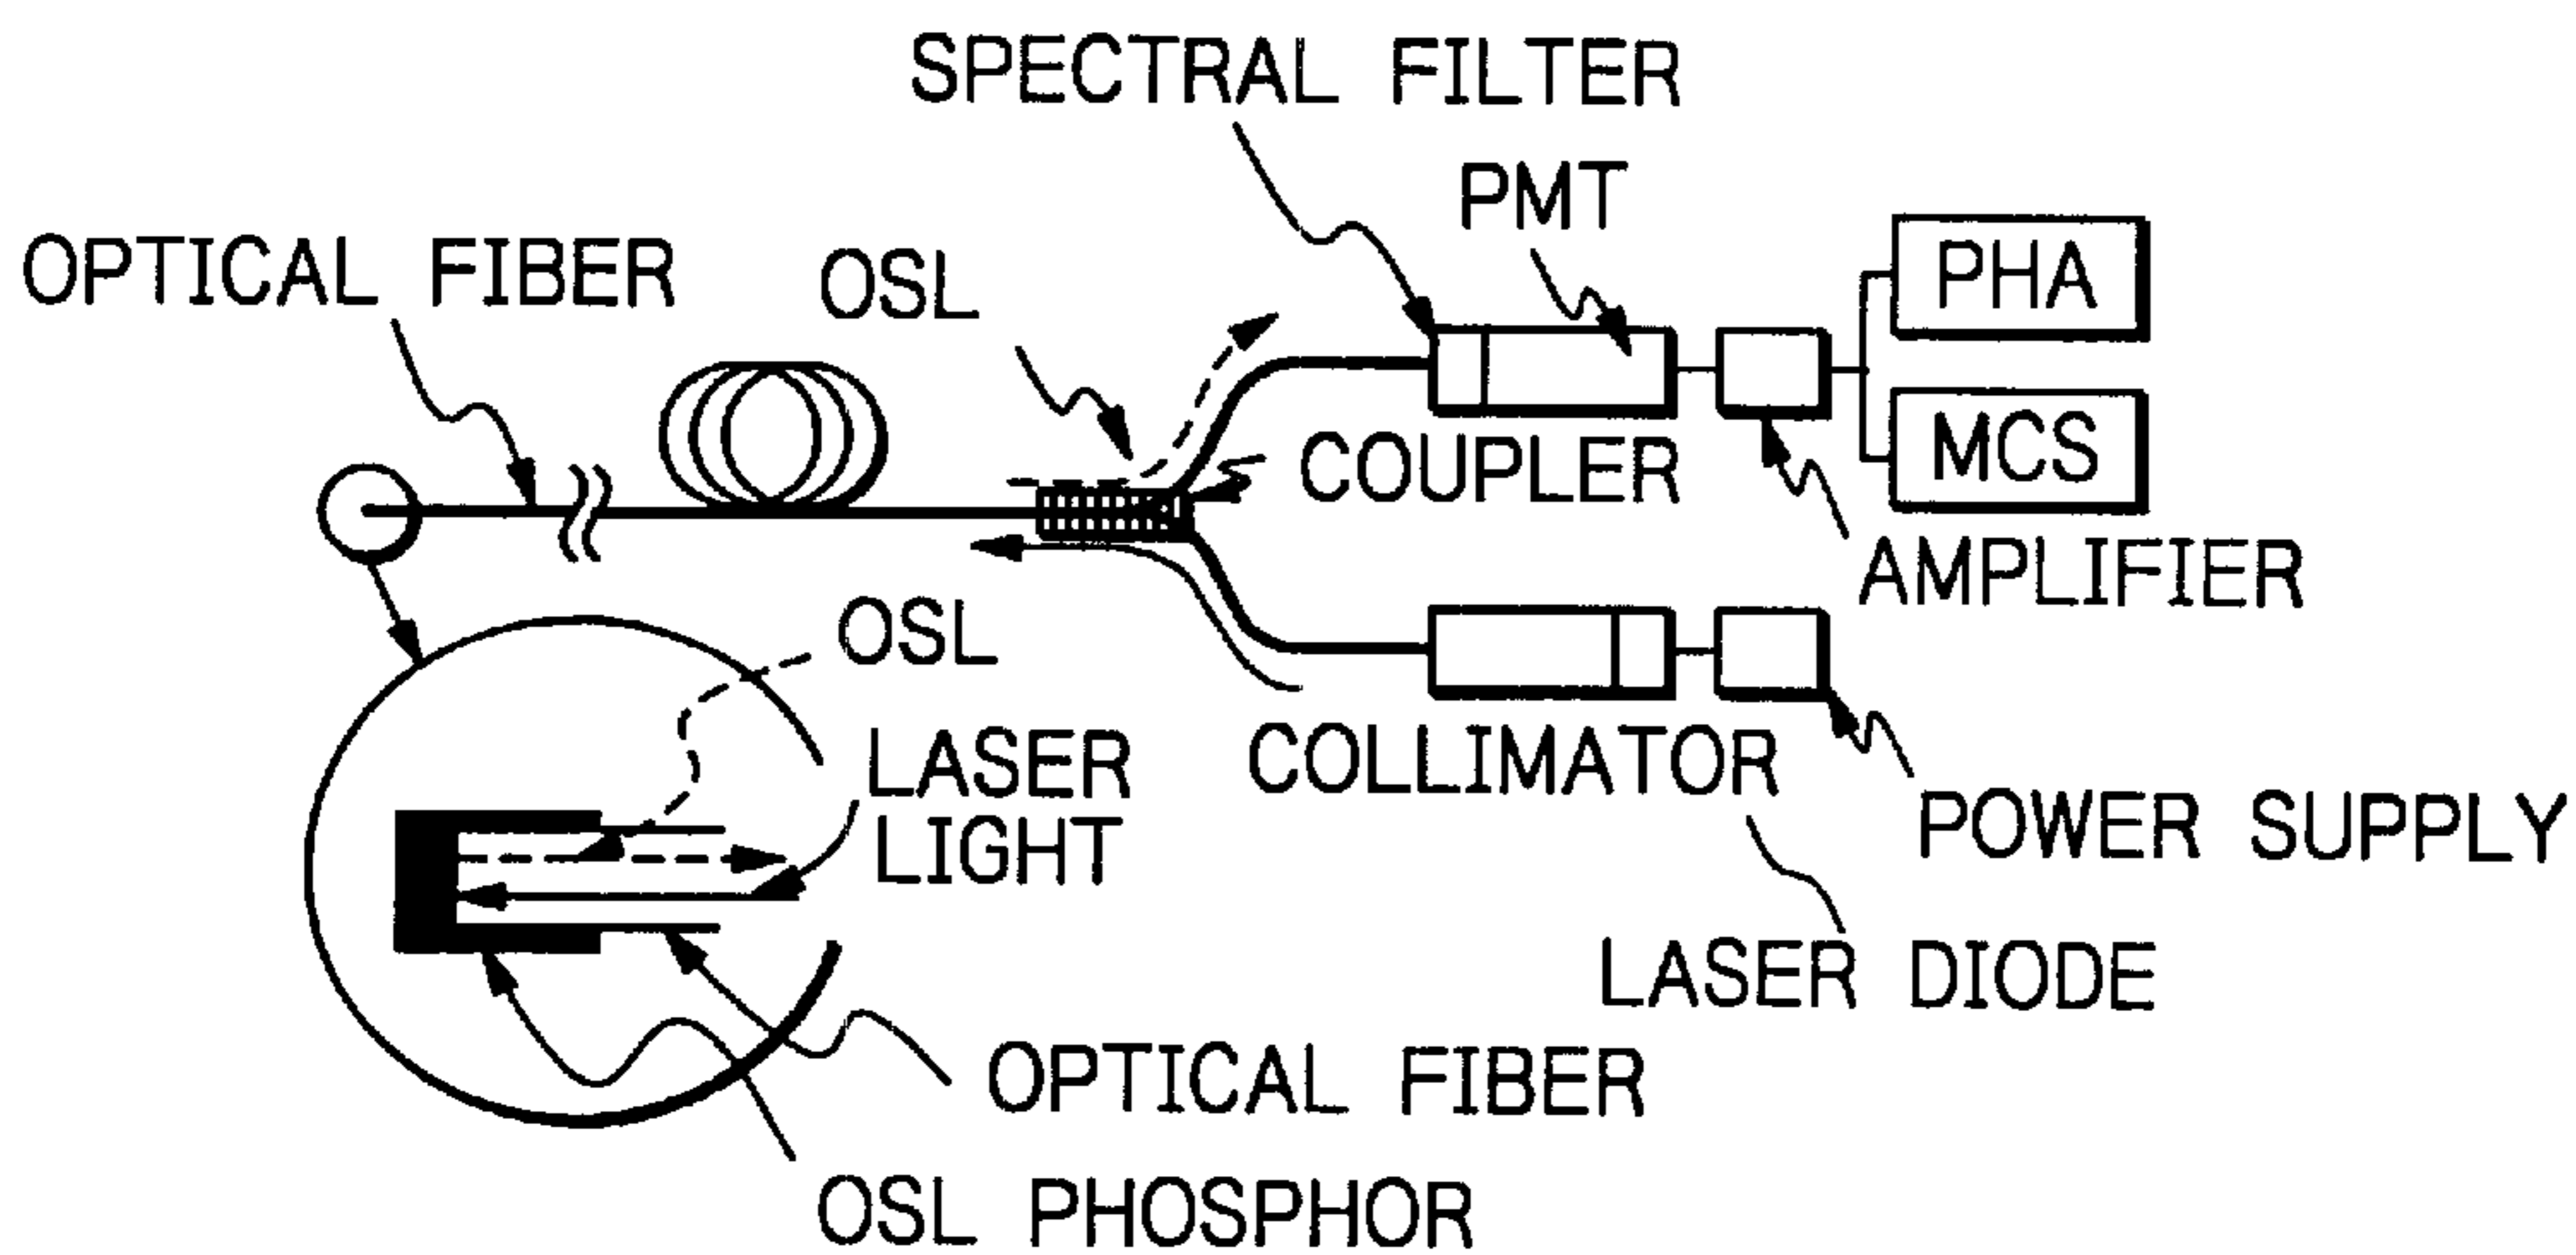 SPECTRAL FILTER
PMT
OPTICAL FIBER
OSL
PHA
MCS
COUPLER
AMPLIFIER
OSL
LASER
LIGHT
COLLIMATOR
POWER SUPPLY
LASER DIODE
OPTICAL FIBER
OSL PHOSPHOR